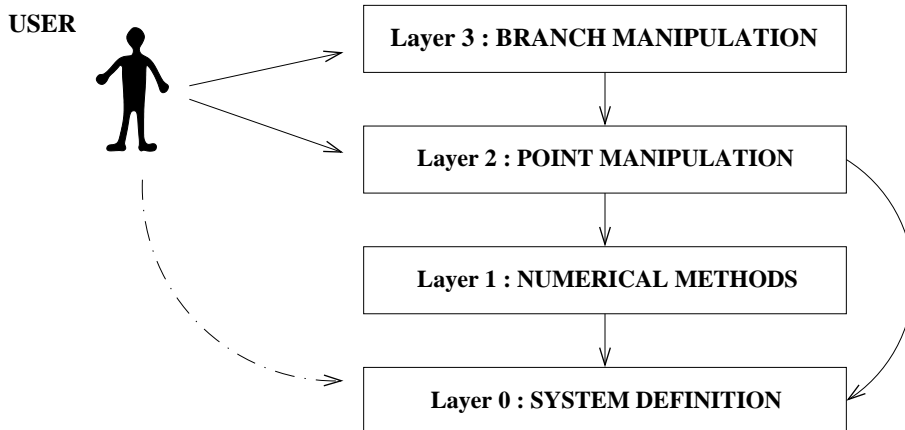 USER
Layer 3 : BRANCH MANIPULATION
Layer 2 : POINT MANIPULATION
Layer 1 : NUMERICAL METHODS
Layer 0 : SYSTEM DEFINITION